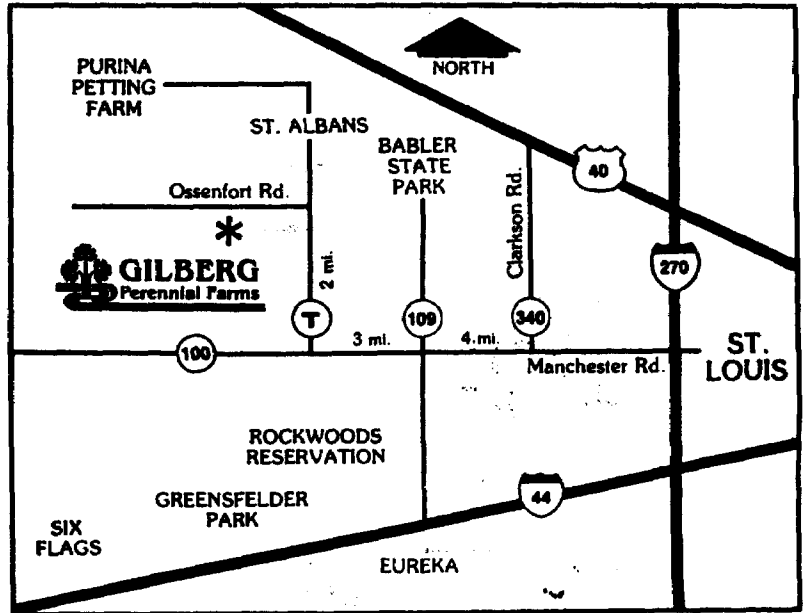 NORTH
PURINA
PETTING
FARM
ST. ALBANS
BABLER
STATE
PARK
40
Clarkson Rd.
Ossenfort Rd.
*
GILBERG
Perennial Farms
2 mi.
270
T
109
340
100
3 mi.
4 mi.
Manchester Rd.
ST.
LOUIS
ROCKWOODS
RESERVATION
GREENSFELDER
PARK
44
SIX
FLAGS
EUREKA